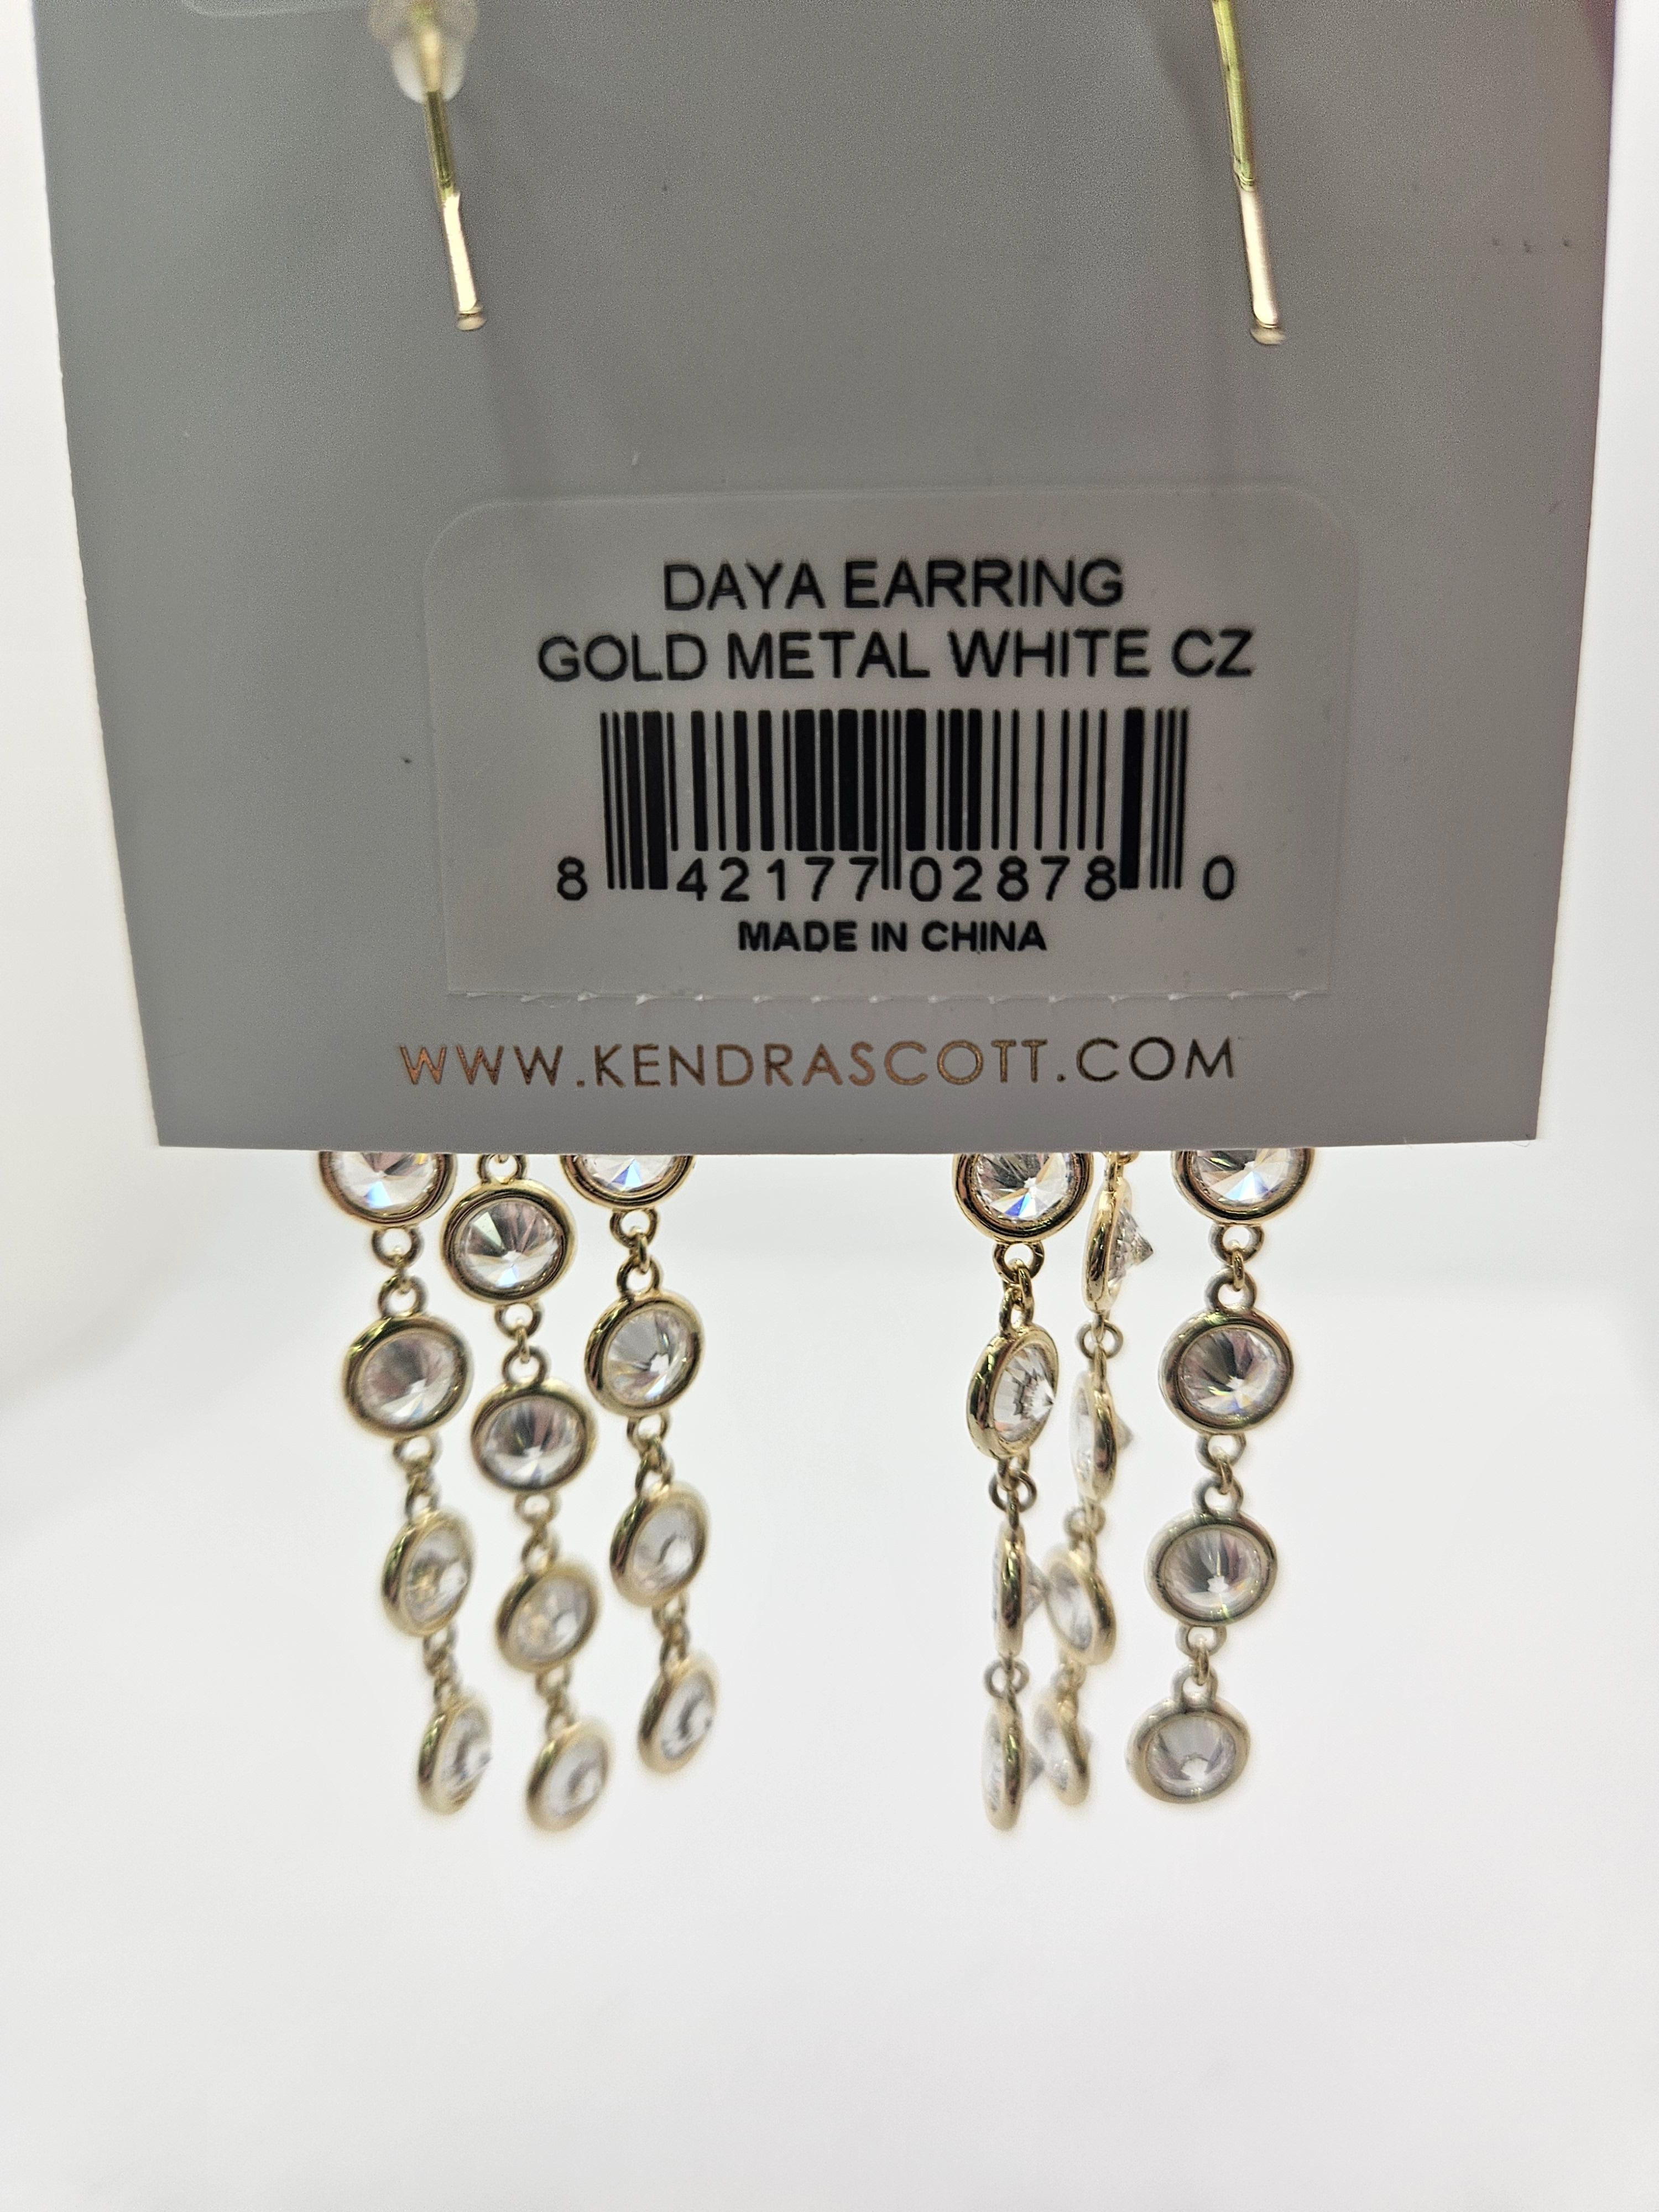 DAYA EARRING
GOLD METAL WHITE CZ
8 42177 02878 0
MADE IN CHINA
WWW.KENDRASCOTT.COM